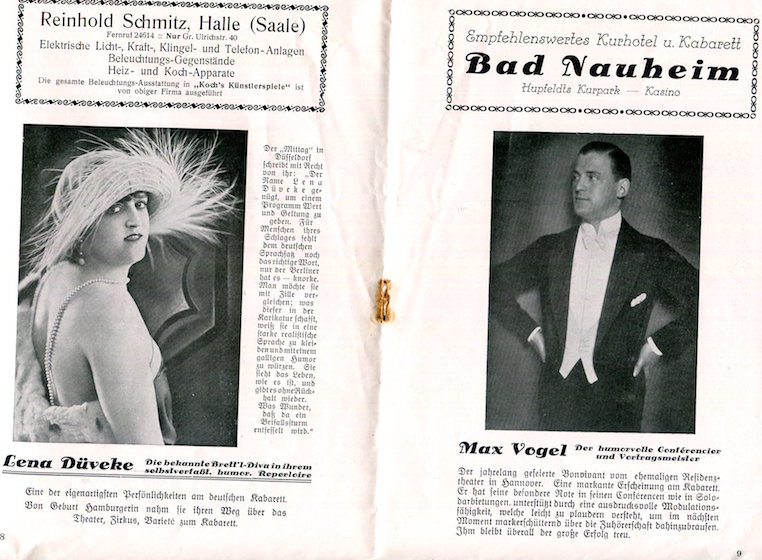 Reinhold Schmitz, Halle (Saale)
Fernruf 24614 :: Nur Gr. Ulrichstr. 40
Elektrische Licht-, Kraft-, Klingel- und Telefon-Anlagen
Beleuchtungs-Gegenstände
Heiz- und Koch-Apparate
Die gesamte Beleuchtungs-Ausstattung in „Koch's Künstlerspiele" ist
von obiger Firma ausgeführt
Der „Mittag" in
Düsseldorf
schreibt mit Recht
von ihr: „Der
Name Lena
Düveke ge-
nügt, um einem
Programm Wert
und Geltung zu
geben. Für
Menschen ihres
Schlages fehlt
dem deutschen
Sprachsatz noch
das richtige Wort,
nur der Berliner
hat es — knorke.
Man möchte sie
mit Zille ver-
gleichen; was
dieser in der
Karikatur schafft,
weiß sie in eine
starke realistische
Sprache zu klei-
den und mit einem
galligen Humor
zu würzen. Sie
sieht das Leben,
wie es ist, und
gibt es ohne Rück-
halt wieder.
Was Wunder,
daß da ein
Beifallssturm
entfesselt wird."
Lena Düveke Die bekannte Brett'l-Diva in ihrem
selbstverfaßt. humor. Repertoire
Eine der eigenartigsten Persönlichkeiten am deutschen Kabarett.
Von Geburt Hamburgerin nahm sie ihren Weg über das
Theater, Zirkus, Varieté zum Kabarett.
8
Empfehlenswertes Kurhotel u. Kabarett
Bad Nauheim
Hupfeldts Kurpark — Kasino
Max Vogel Der humorvolle Conférencier
und Vortragsmeister
Der jahrelang gefeierte Bonvivant vom ehemaligen Residenz-
theater in Hannover. Eine markante Erscheinung am Kabarett.
Er hat seine besondere Note in seinen Conférencen wie in Solo-
darbietungen, unterstützt durch eine ausdrucksvolle Modulations-
fähigkeit, welche leicht zu plaudern versteht, um im nächsten
Moment markerschütternd über die Zuhörerschaft dahinzubrausen.
Ihm bleibt überall der große Erfolg treu.
9